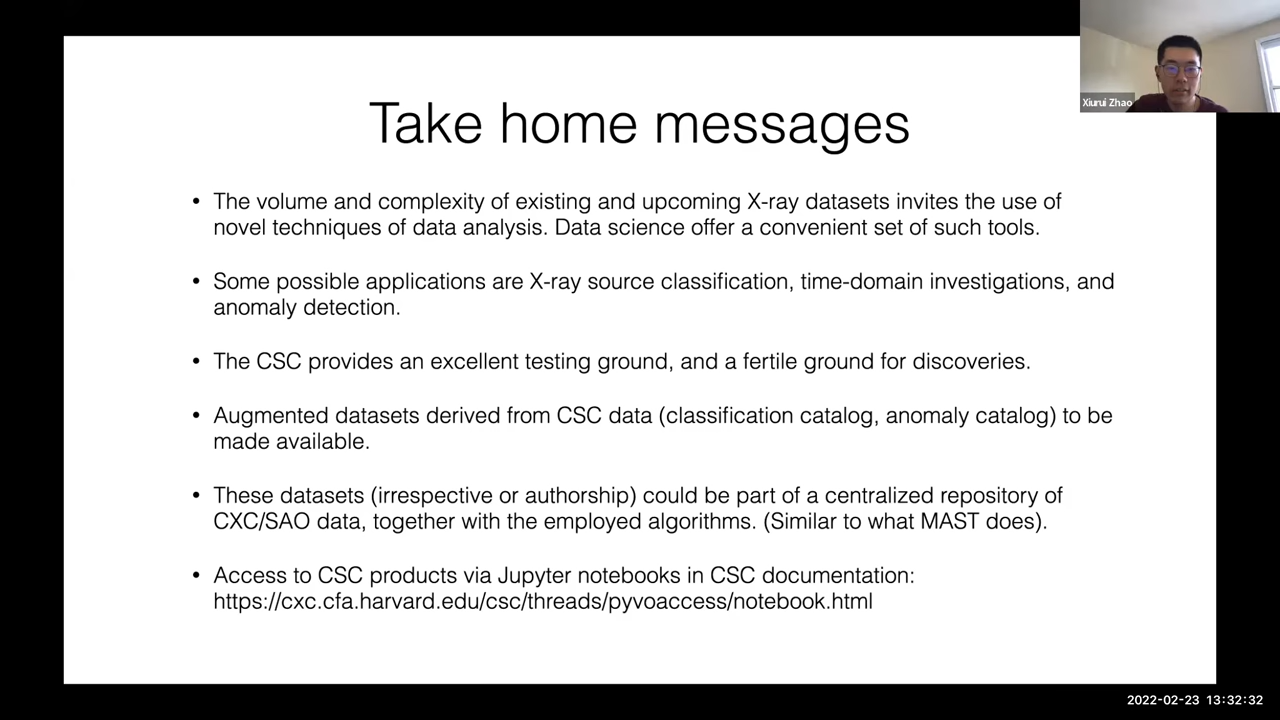 Take home messages
• The volume and complexity of existing and upcoming X-ray datasets invites the use of
novel techniques of data analysis. Data science offer a convenient set of such tools.
• Some possible applications are X-ray source classification, time-domain investigations, and
anomaly detection.
• The CSC provides an excellent testing ground, and a fertile ground for discoveries.
• Augmented datasets derived from CSC data (classification catalog, anomaly catalog) to be
made available.
• These datasets (irrespective or authorship) could be part of a centralized repository of
CXC/SAO data, together with the employed algorithms. (Similar to what MAST does).
• Access to CSC products via Jupyter notebooks in CSC documentation:
https://cxc.cfa.harvard.edu/csc/threads/pyvoaccess/notebook.html
Xiurui Zhao
2022-02-23 13:32:32